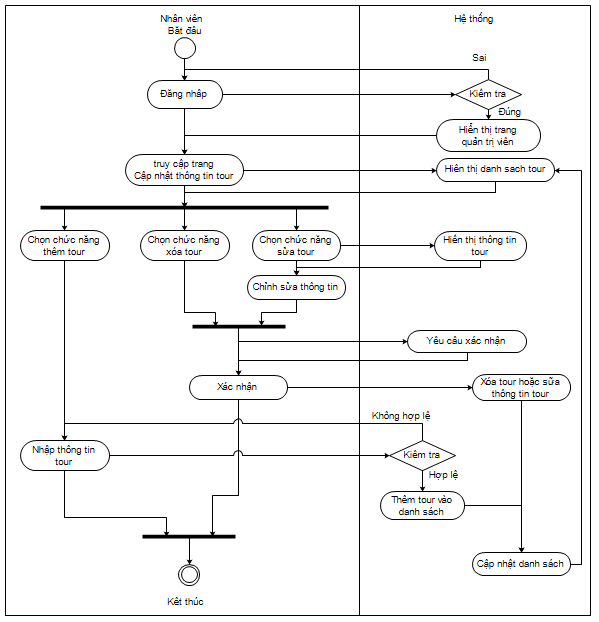 Nhân viên
Hệ thống
Bắt đầu
Sai
Đăng nhập
Kiểm tra
Đúng
Hiển thị trang
quản trị viên
truy cập trang
Cập nhật thông tin tour
Hiển thị danh sach tour
Chọn chức năng
thêm tour
Chọn chức năng
xóa tour
Chọn chức năng
sửa tour
Hiển thị thông tin
tour
Chỉnh sửa thông tin
Yêu cầu xác nhận
Xác nhận
Xóa tour hoặc sữa
thông tin tour
Không hợp lệ
Nhập thông tin
tour
Kiểm tra
Hợp lệ
Thêm tour vào
danh sách
Cập nhật danh sách
Kết thúc